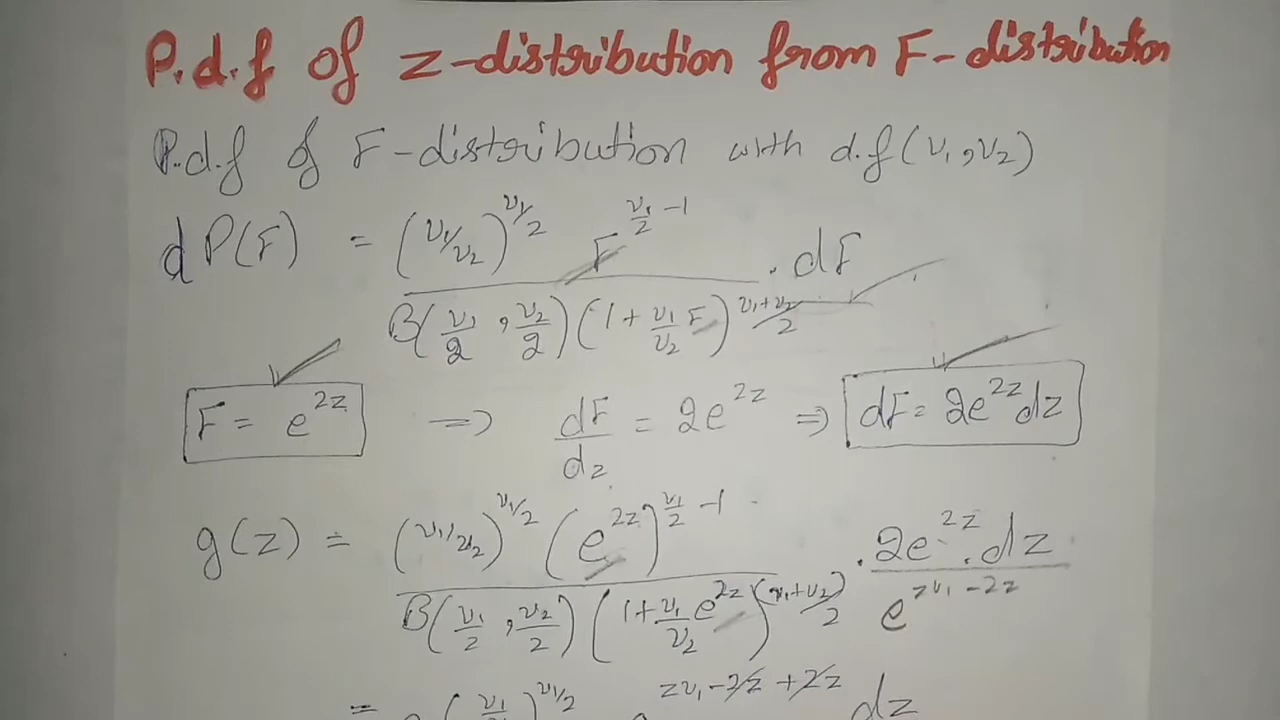 P.d.f of z-distribution from F-distribution
P.d.f of F-distribution with d.f(ν₁,ν₂)
dP(F) = (ν₁/ν₂)^(ν₁/2) F^(ν₁/2 -1) / B(ν₁/2, ν₂/2)(1+ν₁/ν₂ F)^((ν₁+ν₂)/2) . dF
F = e^(2z) ⇒ dF/dz = 2e^(2z) ⇒ dF = 2e^(2z)dz
g(z) = (ν₁/ν₂)^(ν₁/2) (e^(2z))^(ν₁/2 -1) / B(ν₁/2, ν₂/2)(1+ν₁/ν₂ e^(2z))^((ν₁+ν₂)/2) . 2e^(2z).dz
e^(zν₁-2z)
= (ν₁/)^(ν₁/2) zν₁-2z+2z dz